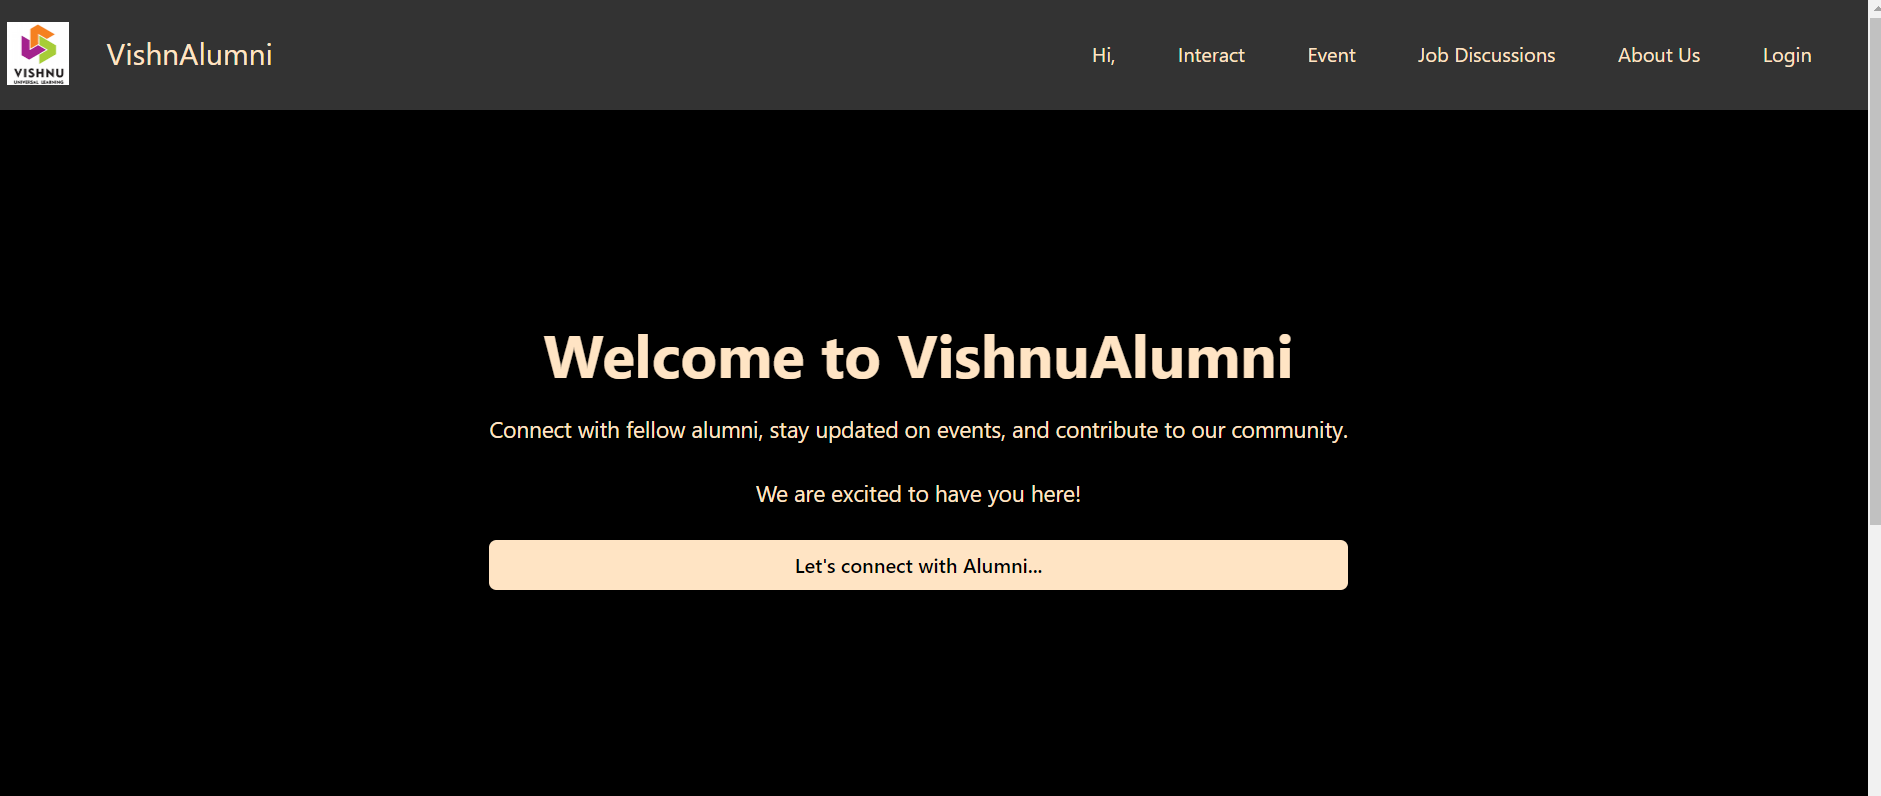 VISHNU
UNIVERSAL LEARNING
VishnAlumni
Hi,
Interact
Event
Job Discussions
About Us
Login
Welcome to VishnuAlumni
Connect with fellow alumni, stay updated on events, and contribute to our community.
We are excited to have you here!
Let's connect with Alumni...